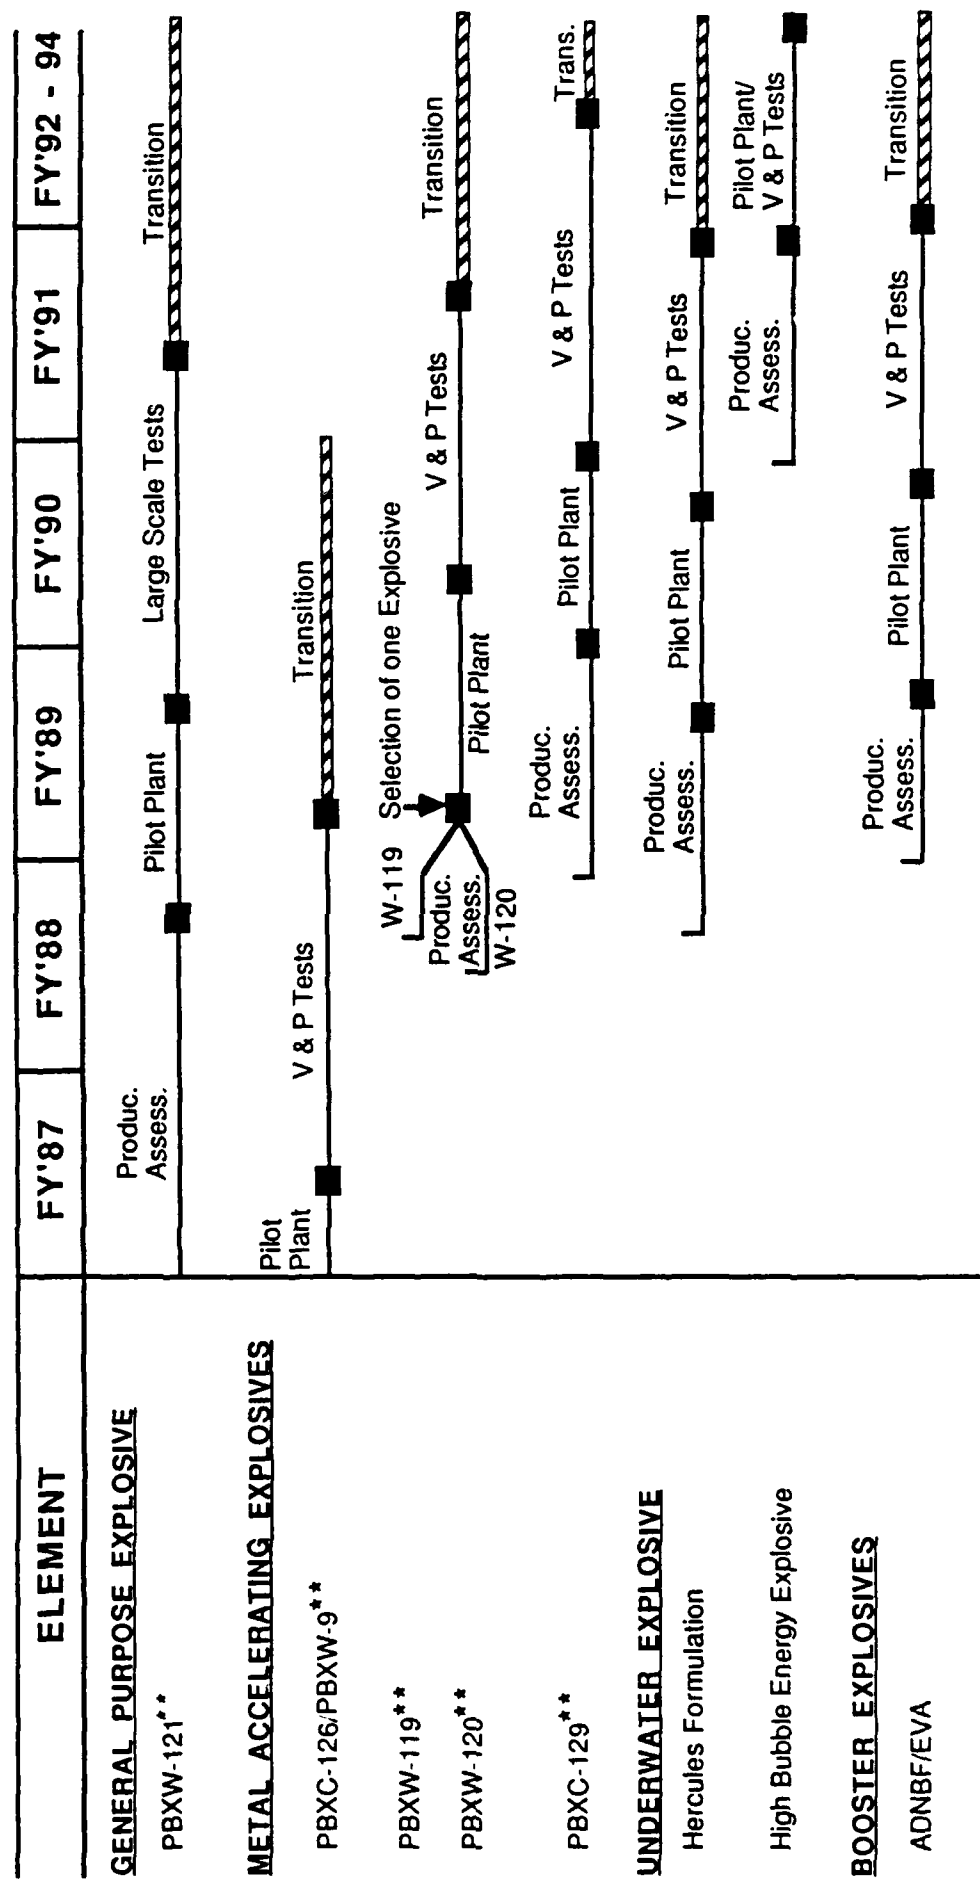 ELEMENT
FY'87
FY'88
FY'89
FY'90
FY'91
FY'92 - 94
GENERAL PURPOSE EXPLOSIVE
PBXW-121**
Produc.
Assess.
Pilot Plant
Large Scale Tests
Transition
METAL ACCELERATING EXPLOSIVES
PBXC-126/PBXW-9**
Pilot
Plant
V & P Tests
Transition
PBXW-119**
PBXW-120**
W-119
Produc.
Assess.
W-120
Selection of one Explosive
Pilot Plant
V & P Tests
Transition
PBXC-129**
Produc.
Assess.
Pilot Plant
V & P Tests
Trans.
UNDERWATER EXPLOSIVE
Hercules Formulation
Produc.
Assess.
Pilot Plant
V & P Tests
Transition
High Bubble Energy Explosive
Produc.
Assess.
Pilot Plant/
V & P Tests
BOOSTER EXPLOSIVES
ADNBF/EVA
Produc.
Assess.
Pilot Plant
V & P Tests
Transition